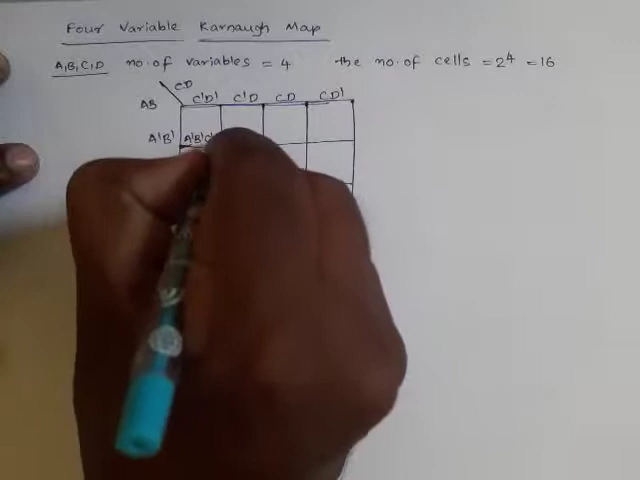 Four Variable Karnaugh Map
A,B,C,D no.of variables = 4 the no.of cells = 2⁴ = 16
CD
AB C'D' C'D CD CD'
A'B' A'B'C'